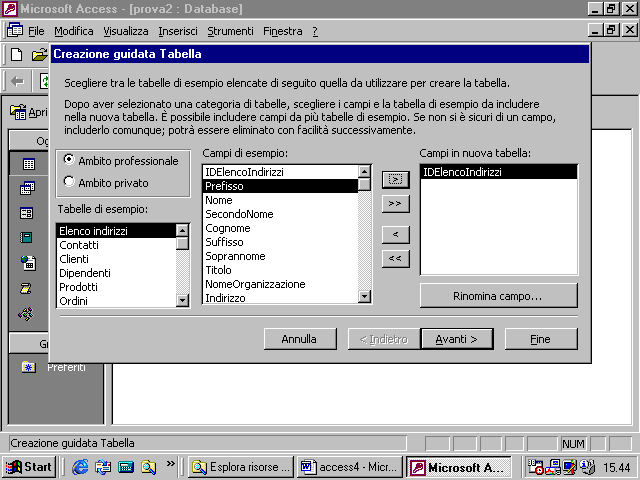 Microsoft Access - [prova2 : Database]
File Modifica Visualizza Inserisci Strumenti Finestra ?
Creazione guidata Tabella
Scegliere tra le tabelle di esempio elencate di seguito quella da utilizzare per creare la tabella.
Dopo aver selezionato una categoria di tabelle, scegliere i campi e la tabella di esempio da includere
nella nuova tabella. È possibile includere campi da più tabelle di esempio. Se non si è sicuri di un campo,
includerlo comunque; potrà essere eliminato con facilità successivamente.
Apri
Ambito professionale
Ambito privato
Tabelle di esempio:
Elenco indirizzi
Contatti
Clienti
Dipendenti
Prodotti
Ordini
Campi di esempio:
IDElencoIndirizzi
Prefisso
Nome
SecondoNome
Cognome
Suffisso
Soprannome
Titolo
NomeOrganizzazione
Indirizzo
>
>>
<
<<
Campi in nuova tabella:
IDElencoIndirizzi
Rinomina campo...
Annulla
< Indietro
Avanti >
Fine
Preferiti
Creazione guidata Tabella
NUM
Start
»
Esplora risorse ...
access4 - Micr...
Microsoft A...
15.44